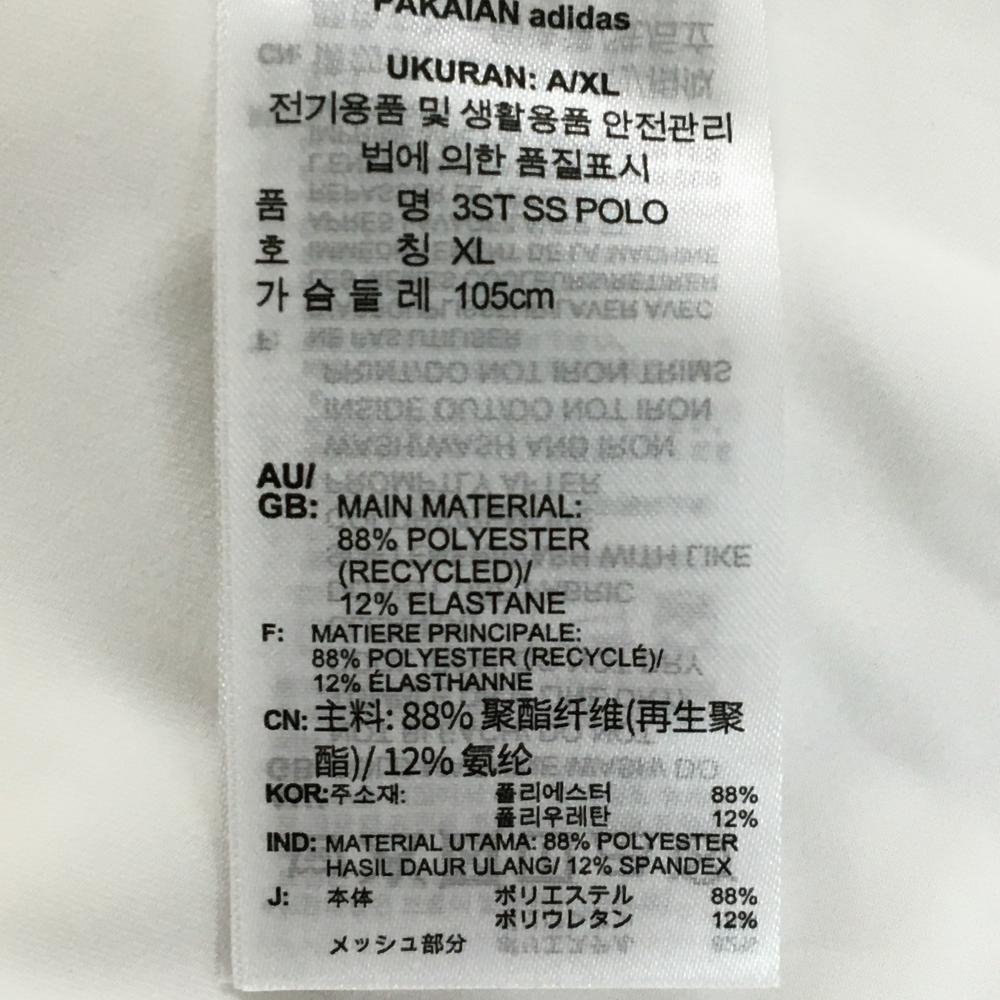 PAKAIAN adidas
UKURAN: A/XL
전기용품 및 생활용품 안전관리
법에 의한 품질표시
품 명 3ST SS POLO
호 칭 XL
가 슴 둘 레 105cm
AU/
GB: MAIN MATERIAL:
88% POLYESTER
(RECYCLED)/
12% ELASTANE
F: MATIERE PRINCIPALE:
88% POLYESTER (RECYCLÉ)/
12% ÉLASTHANNE
CN: 主料: 88% 聚酯纤维(再生聚
酯)/ 12% 氨纶
KOR:주소재: 폴리에스터 88%
폴리우레탄 12%
IND: MATERIAL UTAMA: 88% POLYESTER
HASIL DAUR ULANG/ 12% SPANDEX
J: 本体 ポリエステル 88%
ポリウレタン 12%
メッシュ部分